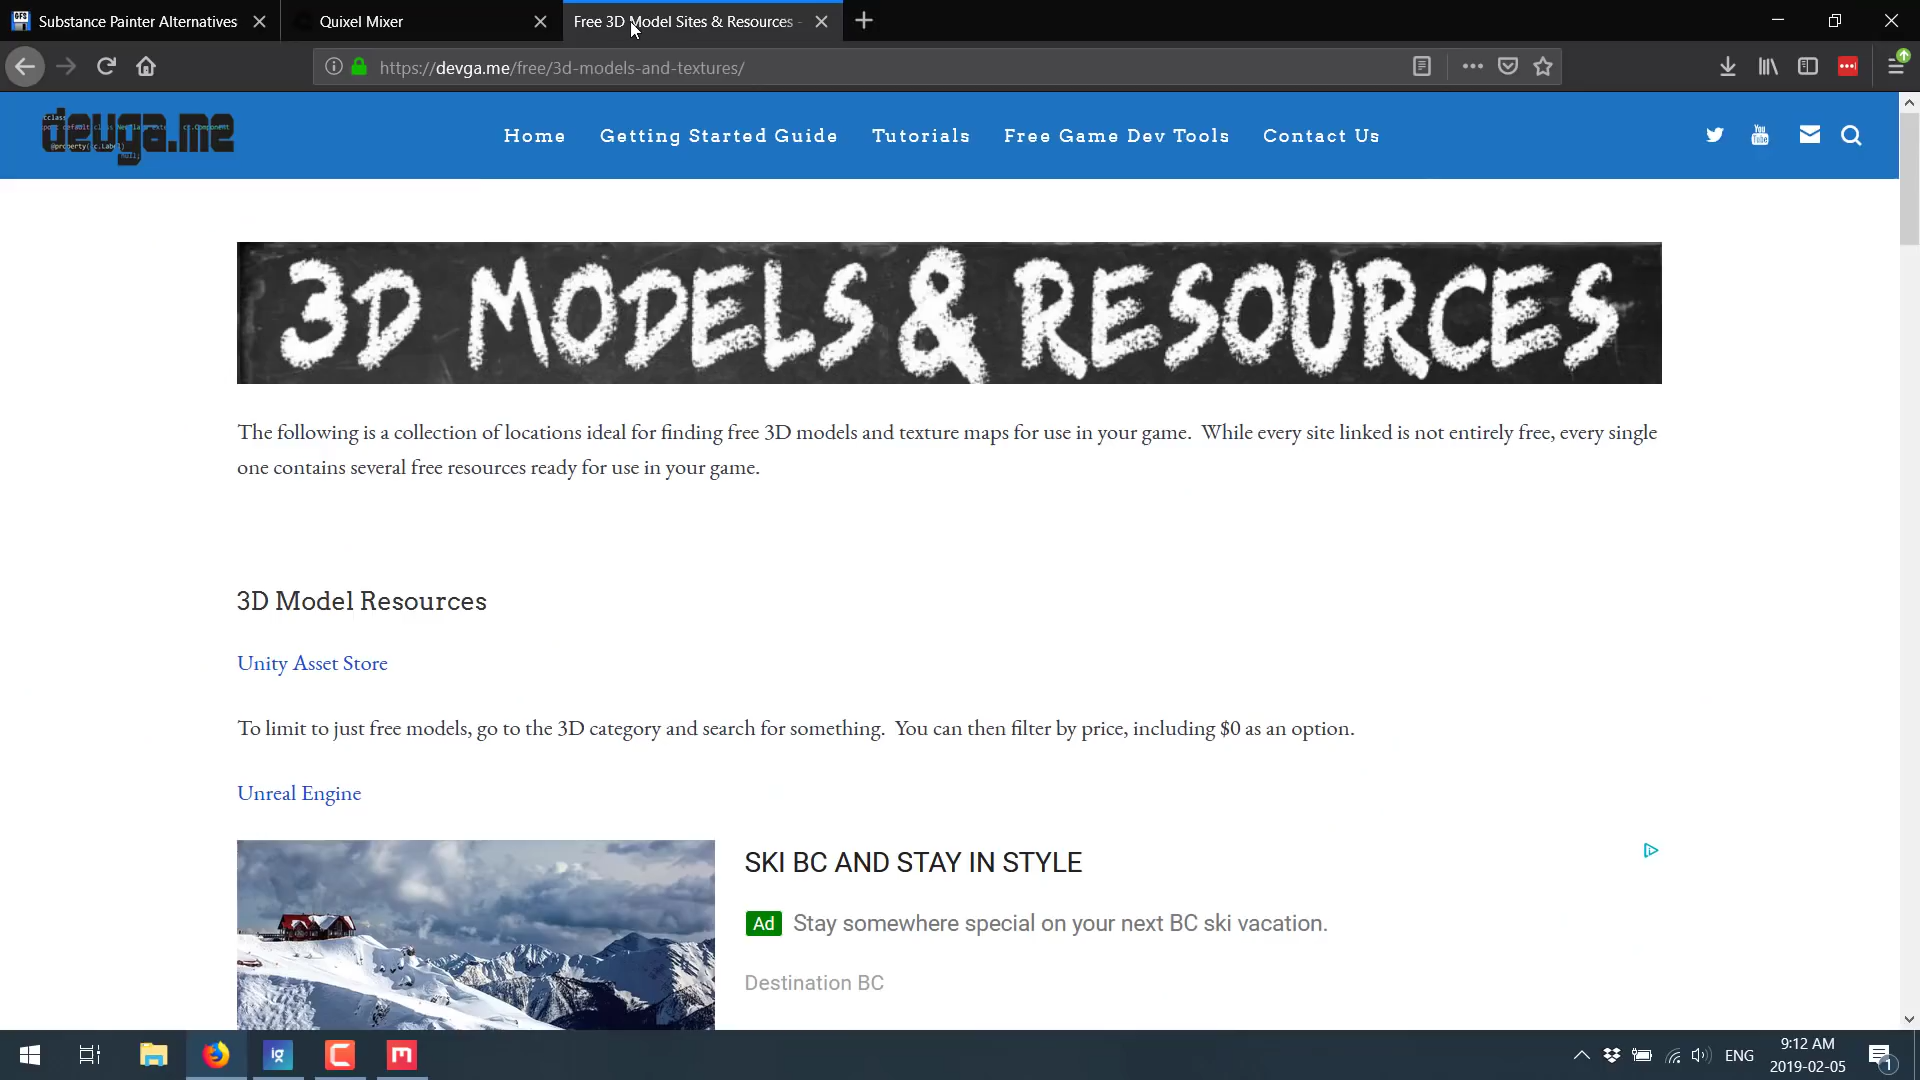 Substance Painter Alternatives
Quixel Mixer
Free 3D Model Sites & Resources -
https://devga.me/free/3d-models-and-textures/
devga.me
Home
Getting Started Guide
Tutorials
Free Game Dev Tools
Contact Us
3D MODELS & RESOURCES
The following is a collection of locations ideal for finding free 3D models and texture maps for use in your game.  While every site linked is not entirely free, every single
one contains several free resources ready for use in your game.
3D Model Resources
Unity Asset Store
To limit to just free models, go to the 3D category and search for something.  You can then filter by price, including $0 as an option.
Unreal Engine
SKI BC AND STAY IN STYLE
Ad
Stay somewhere special on your next BC ski vacation.
Destination BC
ENG
9:12 AM
2019-02-05
1